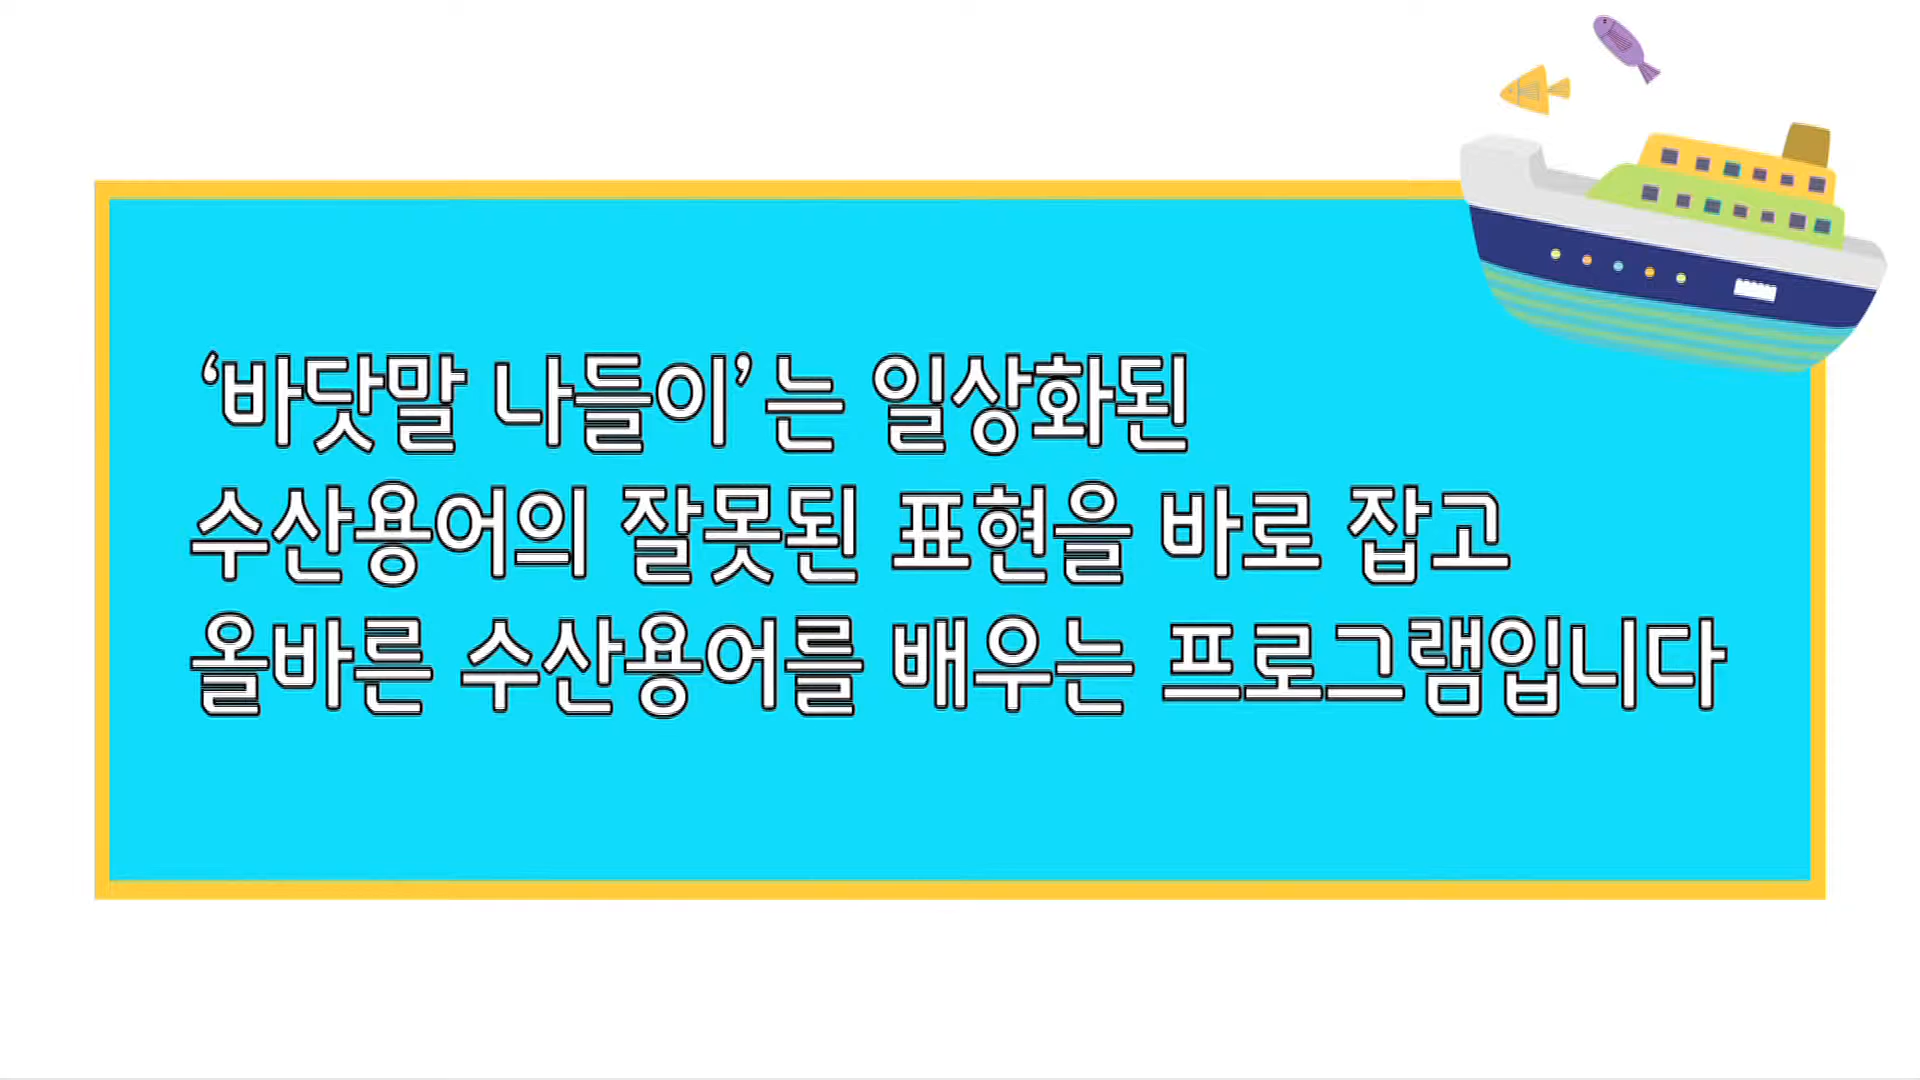 ‘바닷말 나들이’는 일상화된
수산용어의 잘못된 표현을 바로 잡고
올바른 수산용어를 배우는 프로그램입니다